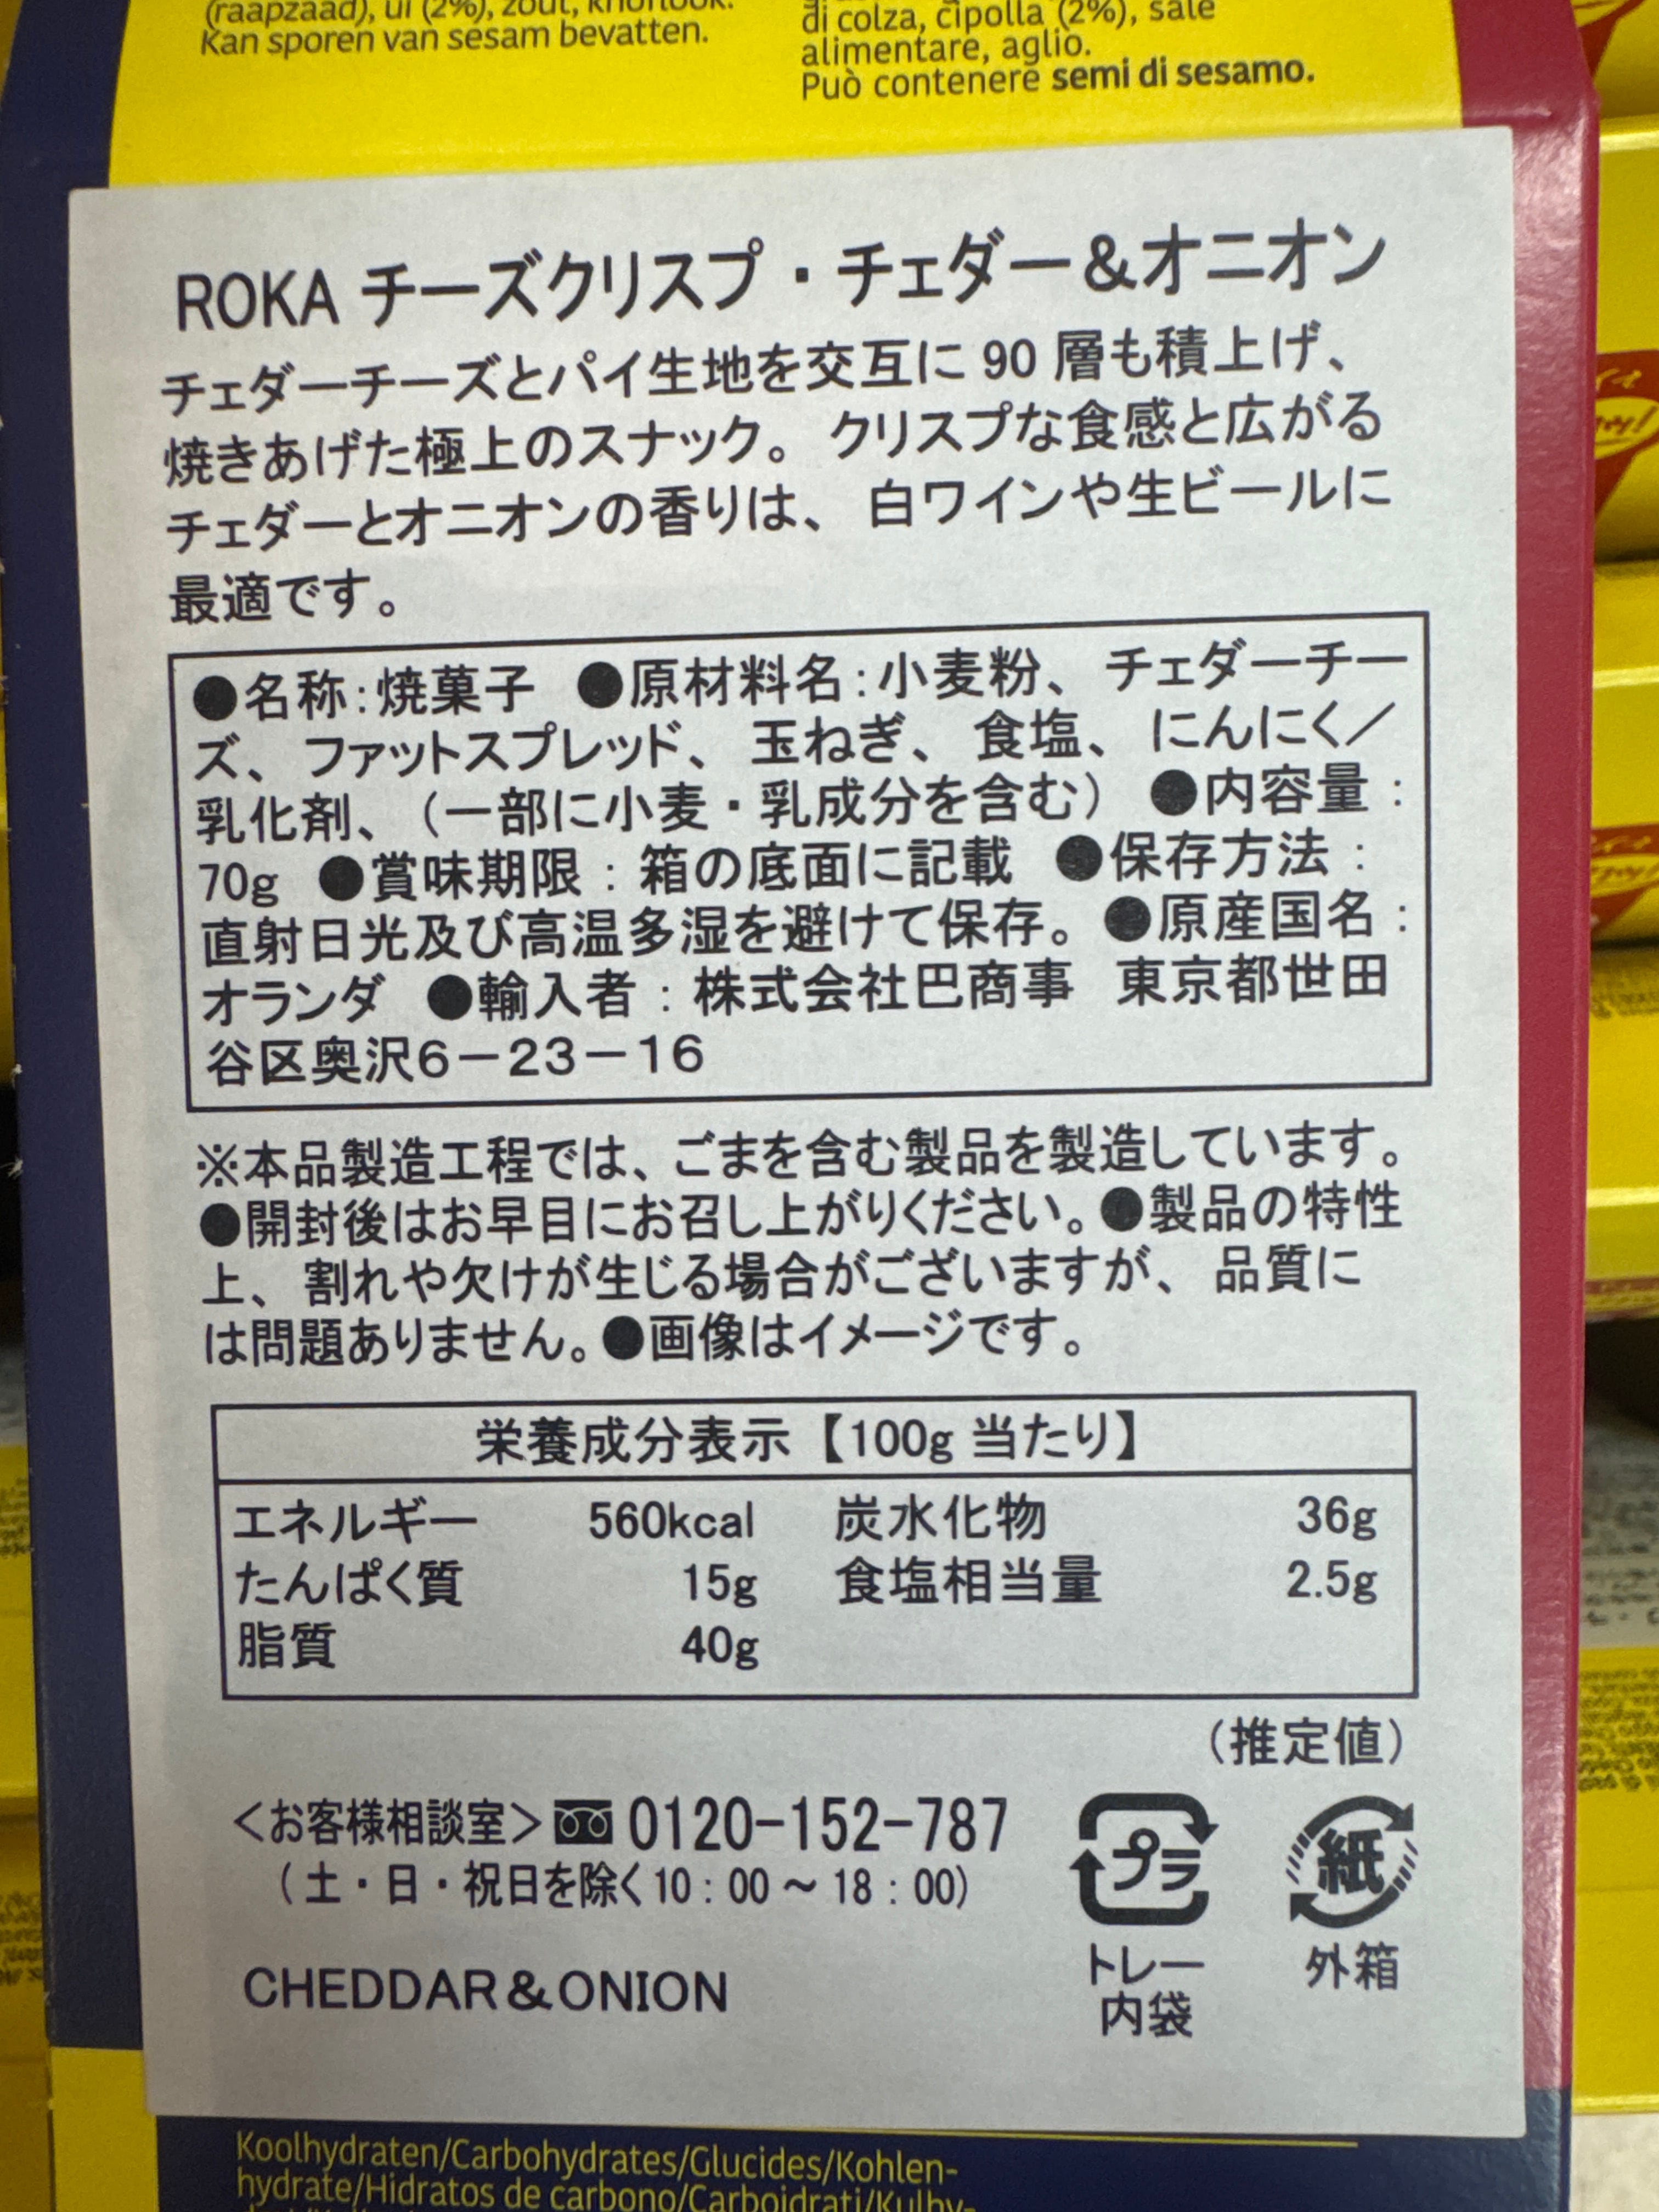 (raapzaad), ui (2%), zout, knoflook.
Kan sporen van sesam bevatten.
di colza, cipolla (2%), sale
alimentare, aglio.
Può contenere semi di sesamo.
ROKA チーズクリスプ・チェダー&オニオン
チェダーチーズとパイ生地を交互に 90 層も積上げ、
焼きあげた極上のスナック。クリスプな食感と広がる
チェダーとオニオンの香りは、白ワインや生ビールに
最適です。
●名称:焼菓子 ●原材料名:小麦粉、チェダーチー
ズ、ファットスプレッド、玉ねぎ、食塩、にんにく/
乳化剤、(一部に小麦・乳成分を含む) ●内容量:
70g ●賞味期限:箱の底面に記載 ●保存方法:
直射日光及び高温多湿を避けて保存。●原産国名:
オランダ ●輸入者:株式会社巴商事 東京都世田
谷区奥沢6-23-16
※本品製造工程では、ごまを含む製品を製造しています。
●開封後はお早目にお召し上がりください。●製品の特性
上、割れや欠けが生じる場合がございますが、品質に
は問題ありません。●画像はイメージです。
栄養成分表示【100g 当たり】
エネルギー 560kcal 炭水化物 36g
たんぱく質 15g 食塩相当量 2.5g
脂質 40g
(推定値)
<お客様相談室> 0120-152-787
(土・日・祝日を除く10:00~18:00)
プラ 紙
トレー 外箱
内袋
CHEDDAR&ONION
Koolhydraten/Carbohydrates/Glucides/Kohlen-
hydrate/Hidratos de carbono/Carboidrati/Kulhy-